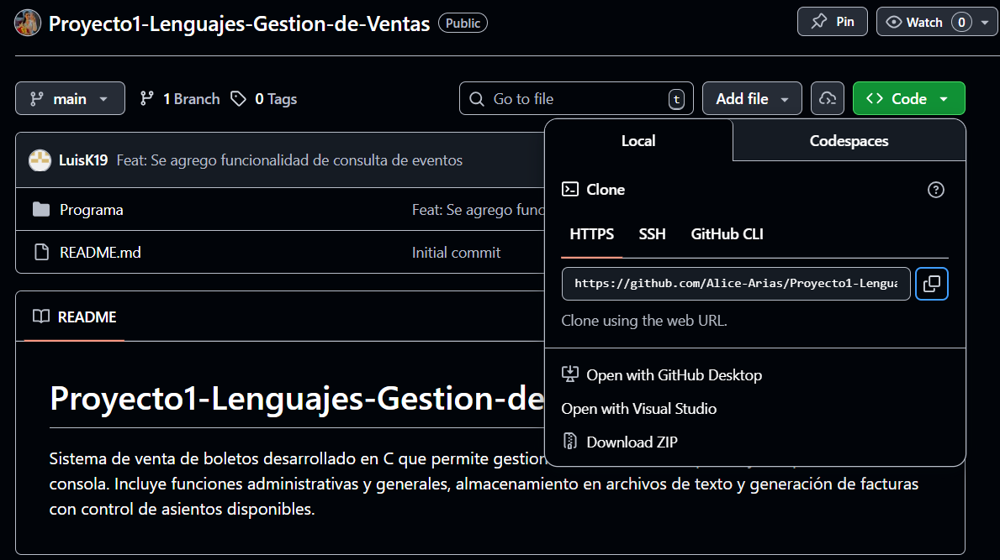 Proyecto1-Lenguajes-Gestion-de-Ventas Public Pin Watch 0
main 1 Branch 0 Tags Go to file t Add file Code
Local Codespaces
LuisK19 Feat: Se agrego funcionalidad de consulta de eventos
Clone
Programa Feat: Se agrego func
HTTPS SSH GitHub CLI
README.md Initial commit
https://github.com/Alice-Arias/Proyecto1-Lengua
README
Clone using the web URL.
Open with GitHub Desktop
Proyecto1-Lenguajes-Gestion-de
Open with Visual Studio
Download ZIP
Sistema de venta de boletos desarrollado en C que permite gestion
consola. Incluye funciones administrativas y generales, almacenamiento en archivos de texto y generación de facturas
con control de asientos disponibles.